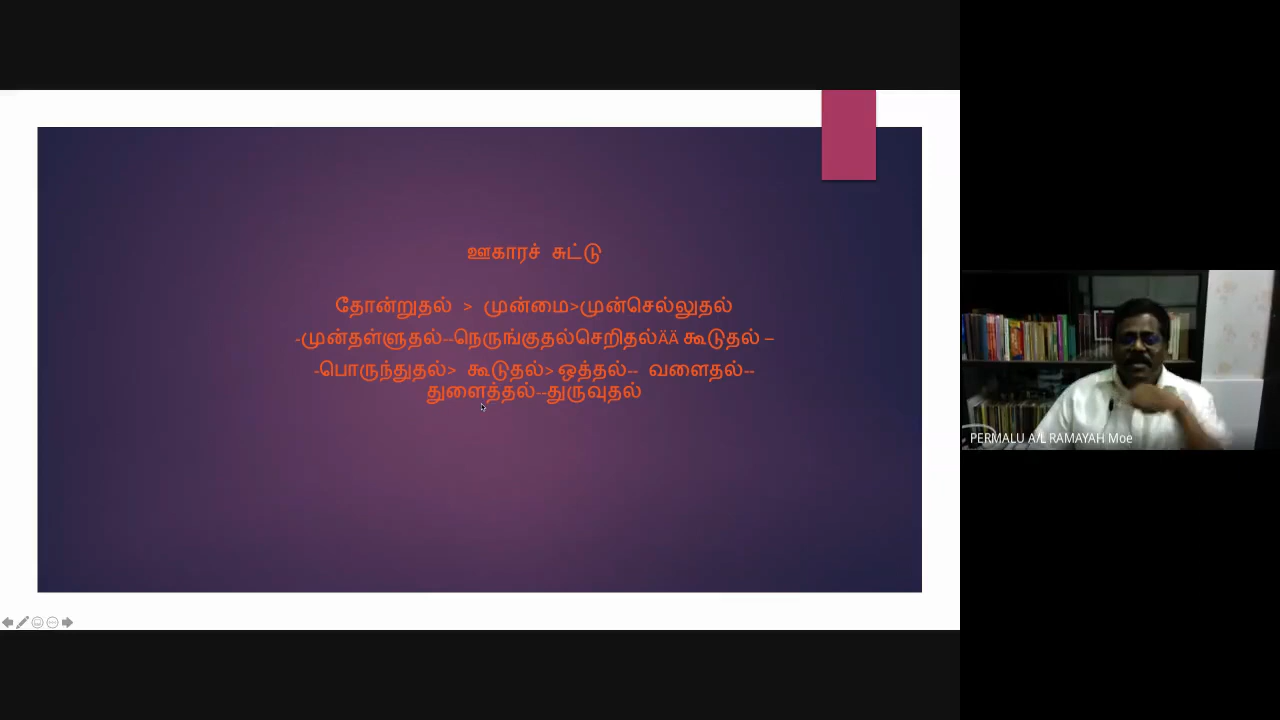 ஊகாரச் சுட்டு
தோன்றுதல் > முன்மை>முன்செல்லுதல்
-முன்தள்ளுதல்--நெருங்குதல்செறிதல்ÄÄ கூடுதல் –
-பொருந்துதல்> கூடுதல்> ஒத்தல்-- வளைதல்--
துளைத்தல்--துருவுதல்
PERMALU A/L RAMAYAH Moe